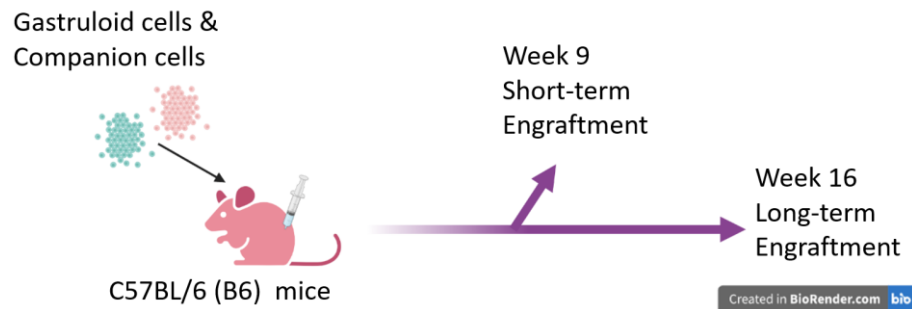 Gastruloid cells &
Companion cells
Week 9
Short-term
Engraftment
Week 16
Long-term
Engraftment
C57BL/6 (B6) mice
Created in BioRender.com bio